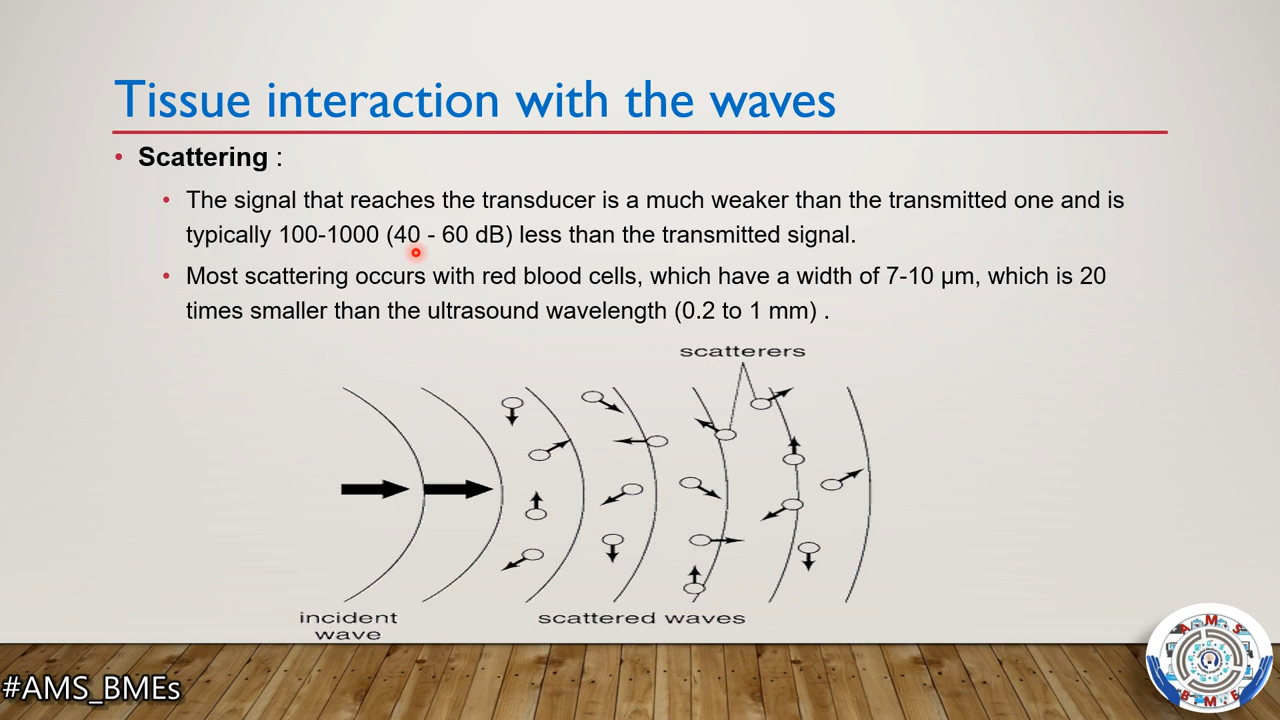 Tissue interaction with the waves
• Scattering :
• The signal that reaches the transducer is a much weaker than the transmitted one and is
typically 100-1000 (40 - 60 dB) less than the transmitted signal.
• Most scattering occurs with red blood cells, which have a width of 7-10 µm, which is 20
times smaller than the ultrasound wavelength (0.2 to 1 mm) .
scatterers
incident
wave
scattered waves
#AMS_BMEs
A M S
B M E